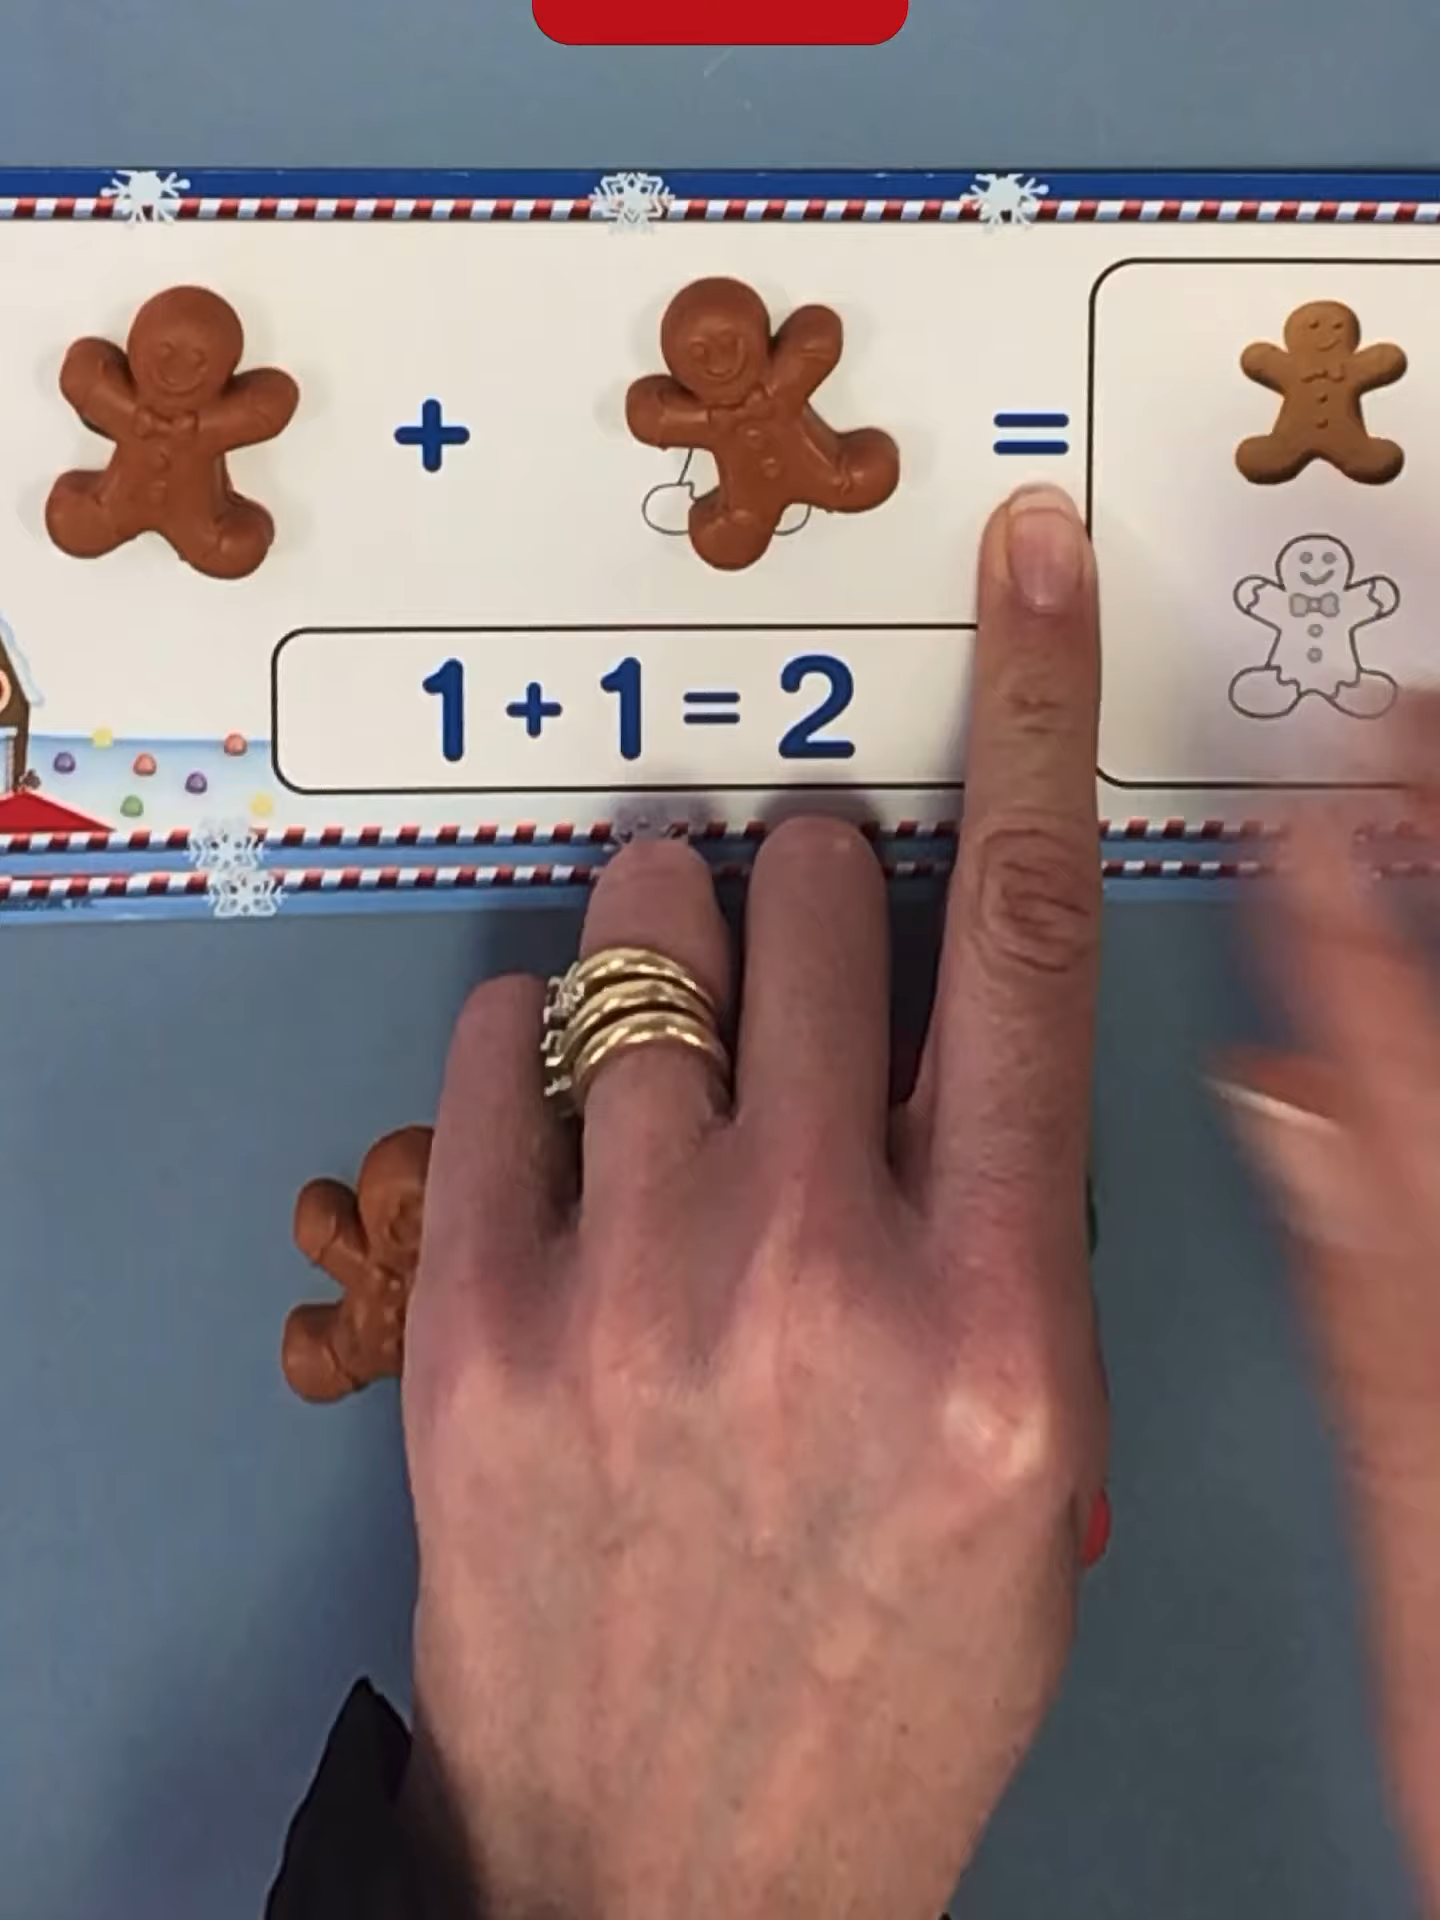 + =
1 + 1 = 2